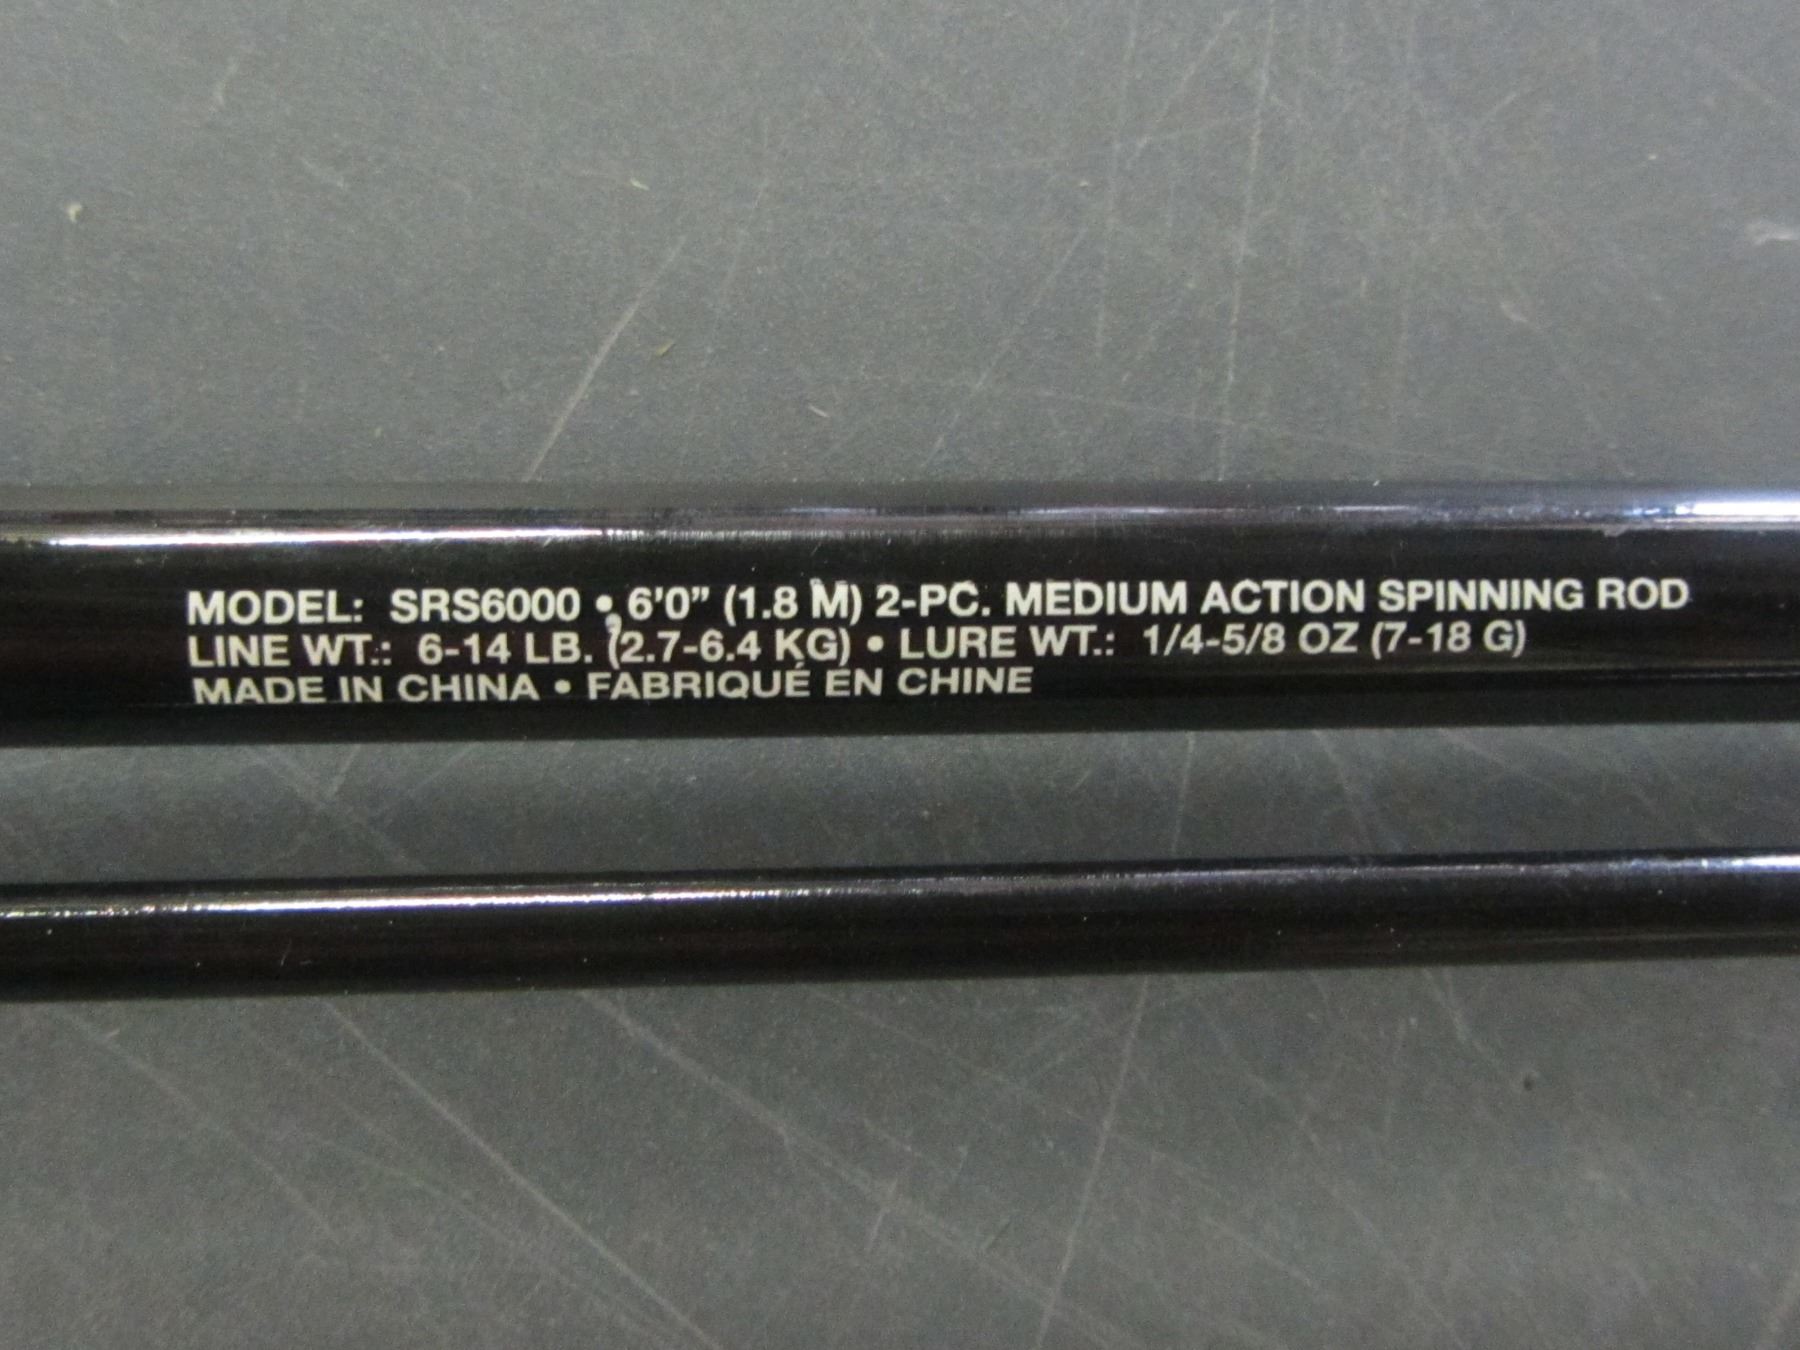 MODEL: SRS6000 • 6'0" (1.8 M) 2-PC. MEDIUM ACTION SPINNING ROD
LINE WT.: 6-14 LB. (2.7-6.4 KG) • LURE WT.: 1/4-5/8 OZ (7-18 G)
MADE IN CHINA • FABRIQUÉ EN CHINE